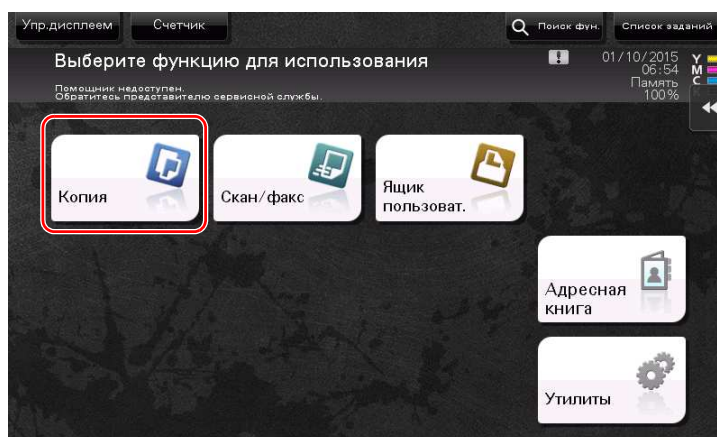 Упр.дисплеем
Счетчик
Поиск фун.
Список заданий
Выберите функцию для использования
Помощник недоступен.
Обратитесь представителю сервисной службы.
01/10/2015
06:54
Память
100%
Y
M
C
Копия
Скан/факс
Ящик
пользоват.
Адресная
книга
Утилиты